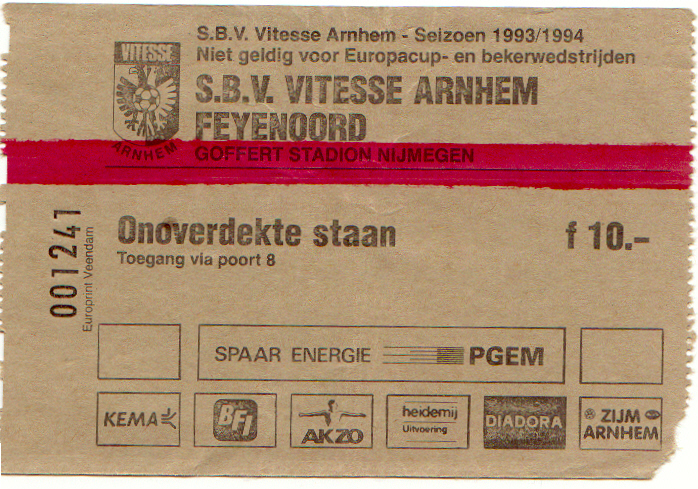 S.B.V. Vitesse Arnhem - Seizoen 1993/1994
Niet geldig voor Europacup- en bekerwedstrijden
VITESSE
ARNHEM
S.B.V. VITESSE ARNHEM
FEYENOORD
GOFFERT STADION NIJMEGEN
001241
Europrint Veendam
Onoverdekte staan
f 10.-
Toegang via poort 8
SPAAR ENERGIE PGEM
KEMA
BFI
AKZO
heidemij
Uitvoering
DIADORA
ZIJM
ARNHEM